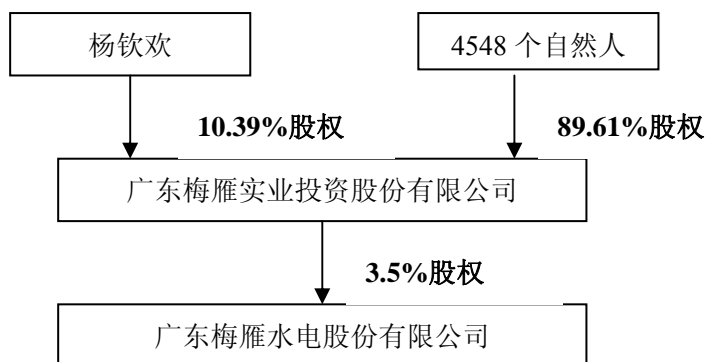 杨钦欢
4548 个自然人
10.39%股权
89.61%股权
广东梅雁实业投资股份有限公司
3.5%股权
广东梅雁水电股份有限公司